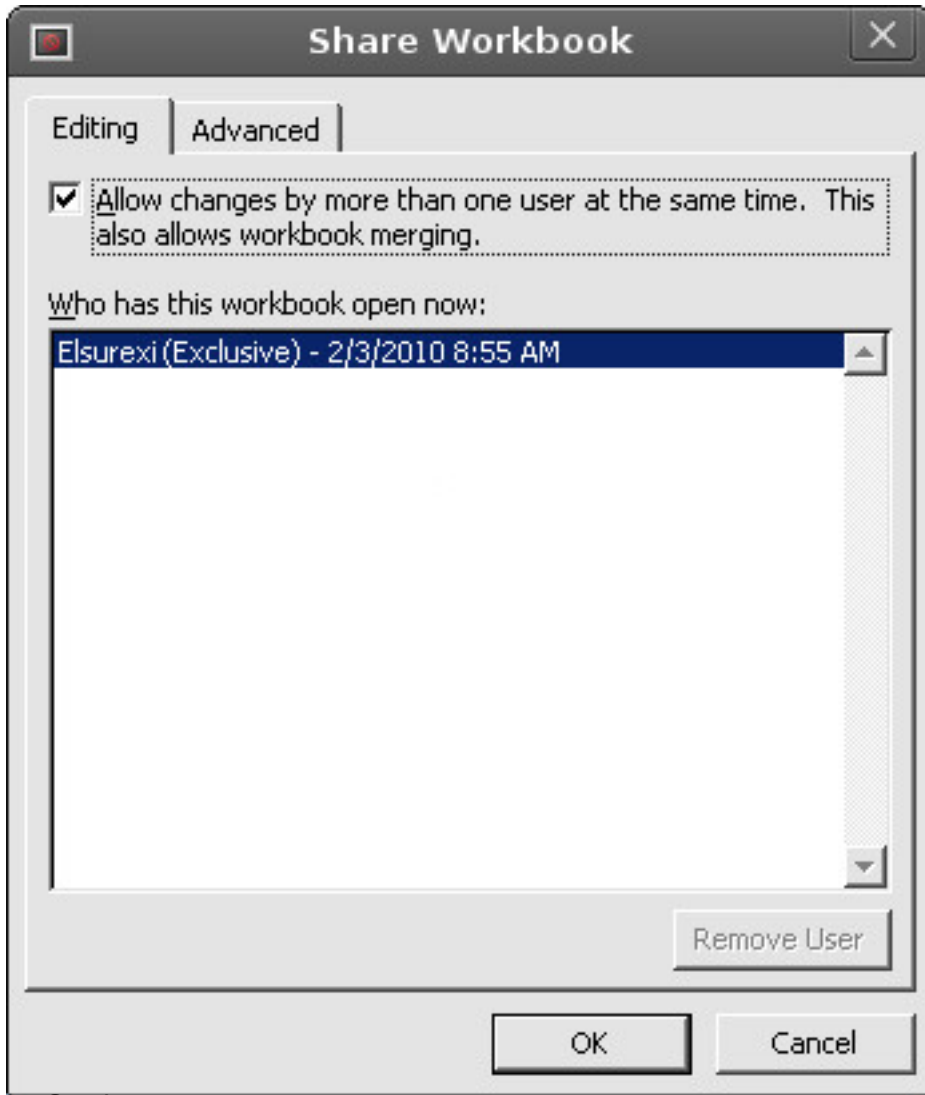 Share Workbook
Editing
Advanced
Allow changes by more than one user at the same time. This
also allows workbook merging.
Who has this workbook open now:
Elsurexi (Exclusive) - 2/3/2010 8:55 AM
Remove User
OK
Cancel